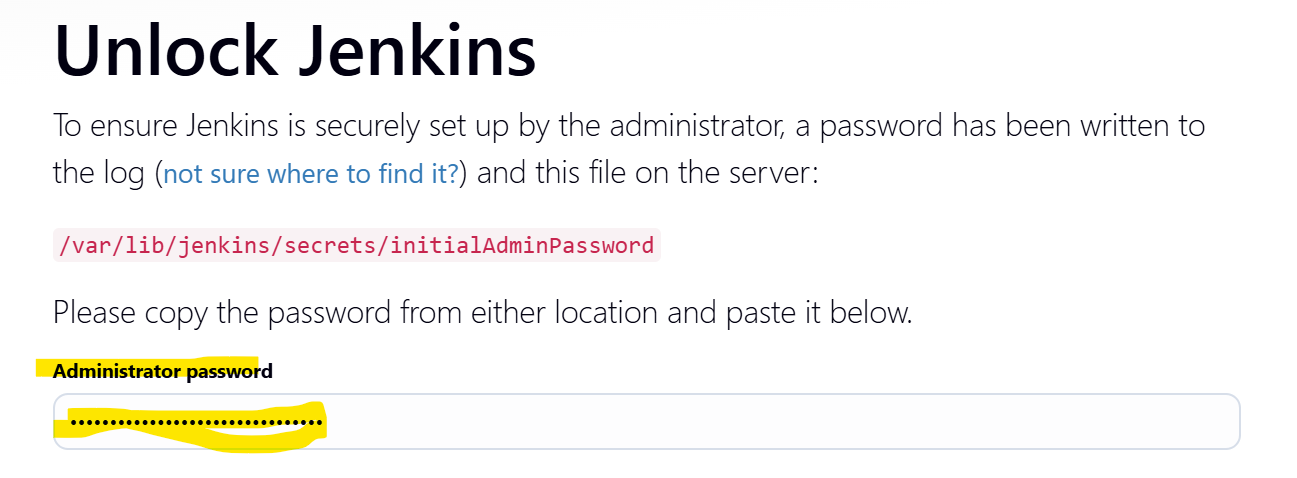 Unlock Jenkins
To ensure Jenkins is securely set up by the administrator, a password has been written to
the log (not sure where to find it?) and this file on the server:
/var/lib/jenkins/secrets/initialAdminPassword
Please copy the password from either location and paste it below.
Administrator password
••••••••••••••••••••••••••••••••